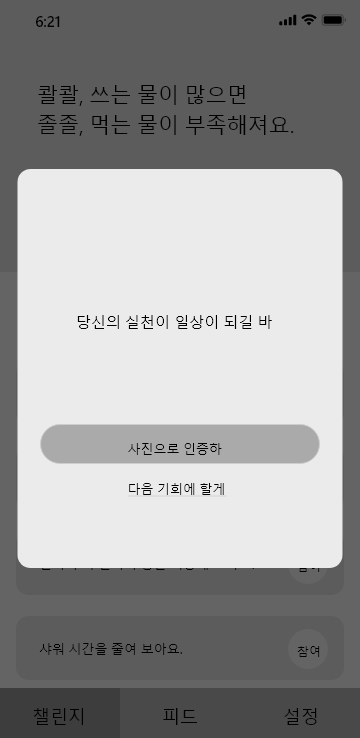 6:21
콸콸, 쓰는 물이 많으면
졸졸, 먹는 물이 부족해져요.
당신의 실천이 일상이 되길 바
사진으로 인증하
다음 기회에 할게
참여
샤워 시간을 줄여 보아요.
참여
챌린지
피드
설정